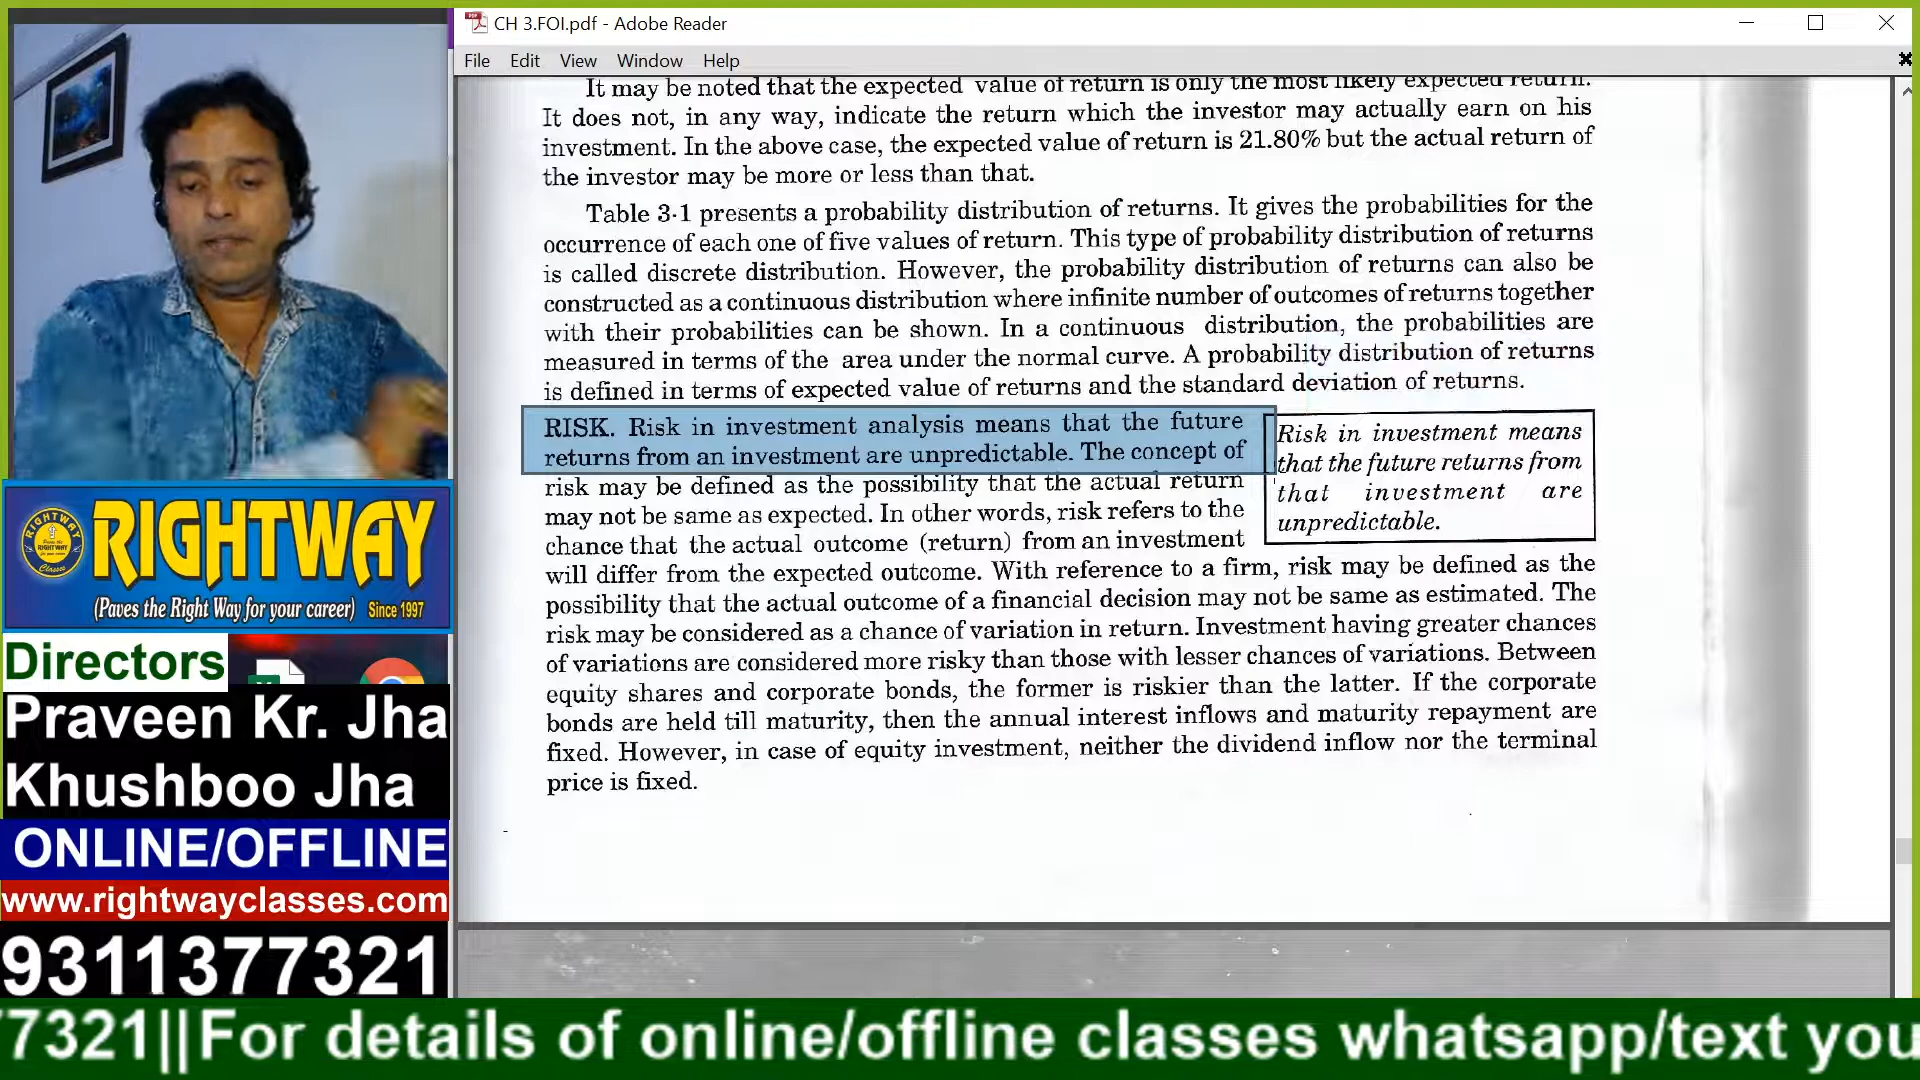 CH 3.FOI.pdf - Adobe Reader
File Edit View Window Help
It may be noted that the expected value of return is only the most likely expected return.
It does not, in any way, indicate the return which the investor may actually earn on his
investment. In the above case, the expected value of return is 21.80% but the actual return of
the investor may be more or less than that.
Table 3·1 presents a probability distribution of returns. It gives the probabilities for the
occurrence of each one of five values of return. This type of probability distribution of returns
is called discrete distribution. However, the probability distribution of returns can also be
constructed as a continuous distribution where infinite number of outcomes of returns together
with their probabilities can be shown. In a continuous distribution, the probabilities are
measured in terms of the area under the normal curve. A probability distribution of returns
is defined in terms of expected value of returns and the standard deviation of returns.
RISK. Risk in investment analysis means that the future
returns from an investment are unpredictable. The concept of
risk may be defined as the possibility that the actual return
may not be same as expected. In other words, risk refers to the
chance that the actual outcome (return) from an investment
will differ from the expected outcome. With reference to a firm, risk may be defined as the
possibility that the actual outcome of a financial decision may not be same as estimated. The
risk may be considered as a chance of variation in return. Investment having greater chances
of variations are considered more risky than those with lesser chances of variations. Between
equity shares and corporate bonds, the former is riskier than the latter. If the corporate
bonds are held till maturity, then the annual interest inflows and maturity repayment are
fixed. However, in case of equity investment, neither the dividend inflow nor the terminal
price is fixed.
Risk in investment means
that the future returns from
that investment are
unpredictable.
RIGHTWAY
RIGHTWAY
Classes
(Paves the Right Way for your career) Since 1997
Directors
Praveen Kr. Jha
Khushboo Jha
ONLINE/OFFLINE
www.rightwayclasses.com
9311377321
77321||For details of online/offline classes whatsapp/text you